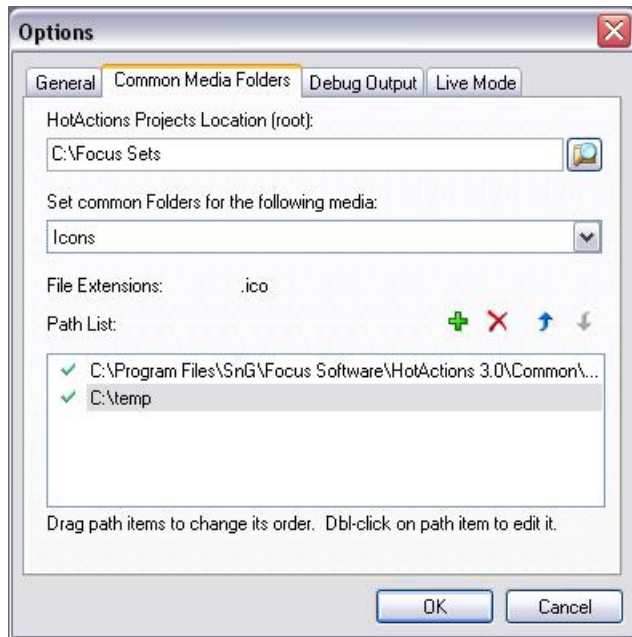 Options
General Common Media Folders Debug Output Live Mode
HotActions Projects Location (root):
C:\Focus Sets
Set common Folders for the following media:
Icons
File Extensions: .ico
Path List:
C:\Program Files\SnG\Focus Software\HotActions 3.0\Common\...
C:\temp
Drag path items to change its order. Dbl-click on path item to edit it.
OK Cancel